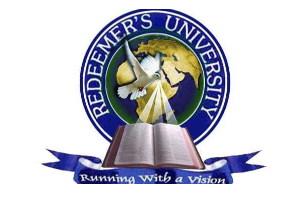 REDEEMER'S UNIVERSITY
Running With a Vision